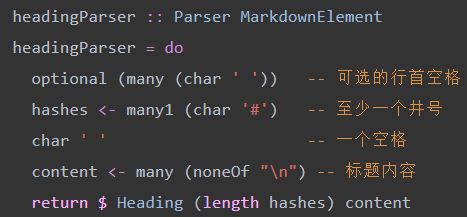 headingParser :: Parser MarkdownElement
headingParser = do
  optional (many (char ' '))   -- 可选的行首空格
  hashes <- many1 (char '#')   -- 至少一个井号
  char ' '                     -- 一个空格
  content <- many (noneOf "\n") -- 标题内容
  return $ Heading (length hashes) content